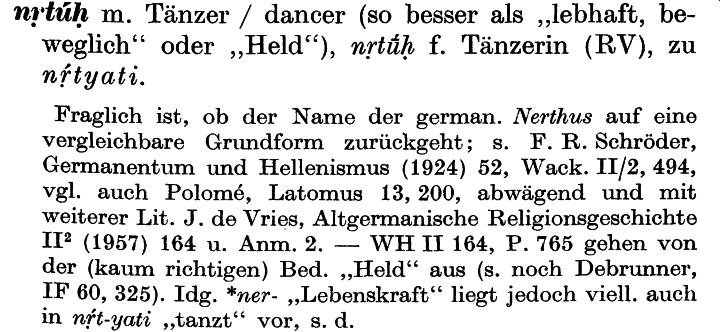 nṛtúḥ m. Tänzer / dancer (so besser als „lebhaft, be-
weglich“ oder „Held“), nṛtū́ḥ f. Tänzerin (RV), zu
nṛ́tyati.
Fraglich ist, ob der Name der german. Nerthus auf eine
vergleichbare Grundform zurückgeht; s. F. R. Schröder,
Germanentum und Hellenismus (1924) 52, Wack. II/2, 494,
vgl. auch Polomé, Latomus 13, 200, abwägend und mit
weiterer Lit. J. de Vries, Altgermanische Religionsgeschichte
II² (1957) 164 u. Anm. 2. — WH II 164, P. 765 gehen von
der (kaum richtigen) Bed. „Held“ aus (s. noch Debrunner,
IF 60, 325). Idg. *ner- „Lebenskraft“ liegt jedoch viell. auch
in nṛ́t-yati „tanzt“ vor, s. d.